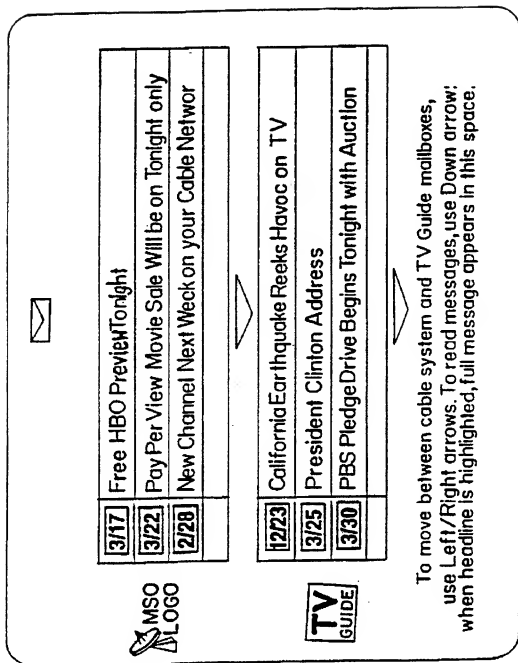 MSO
LOGO
3/17 Free HBO Preview Tonight
3/22 Pay Per View Movie Sale Will be on Tonight only
2/28 New Channel Next Week on your Cable Networ
TV
GUIDE
12/23 California Earthquake Reeks Havoc on TV
3/25 President Clinton Address
3/30 PBS Pledge Drive Begins Tonight with Auction
To move between cable system and TV Guide mailboxes,
use Left/Right arrows. To read messages, use Down arrow;
when headline is highlighted, full message appears in this space.